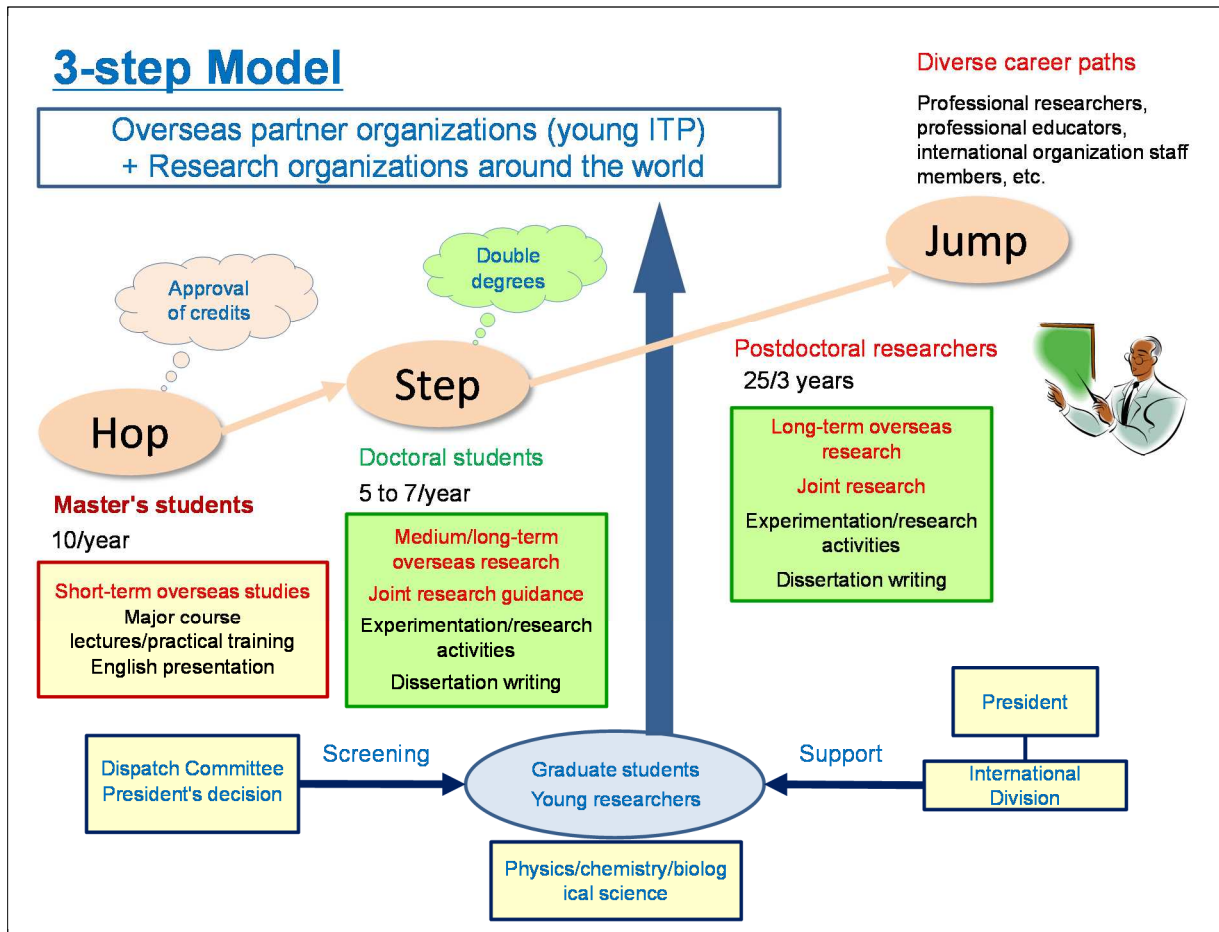 3-step Model
Overseas partner organizations (young ITP)
+ Research organizations around the world
Diverse career paths
Professional researchers,
professional educators,
international organization staff
members, etc.
Jump
Double
degrees
Approval
of credits
Step
Hop
Postdoctoral researchers
25/3 years
Long-term overseas
research
Joint research
Experimentation/research
activities
Dissertation writing
Doctoral students
5 to 7/year
Medium/long-term
overseas research
Joint research guidance
Experimentation/research
activities
Dissertation writing
Master's students
10/year
Short-term overseas studies
Major course
lectures/practical training
English presentation
Dispatch Committee
President's decision
Screening
Graduate students
Young researchers
Support
President
International
Division
Physics/chemistry/biolog
ical science